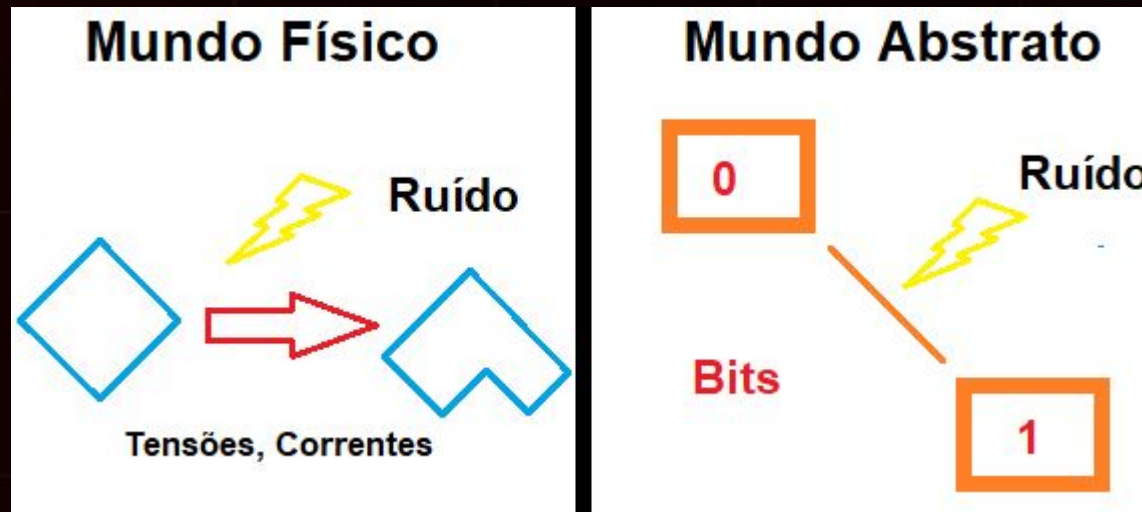 Mundo Físico
Ruído
Tensões, Correntes
Mundo Abstrato
0
Ruído
Bits
1